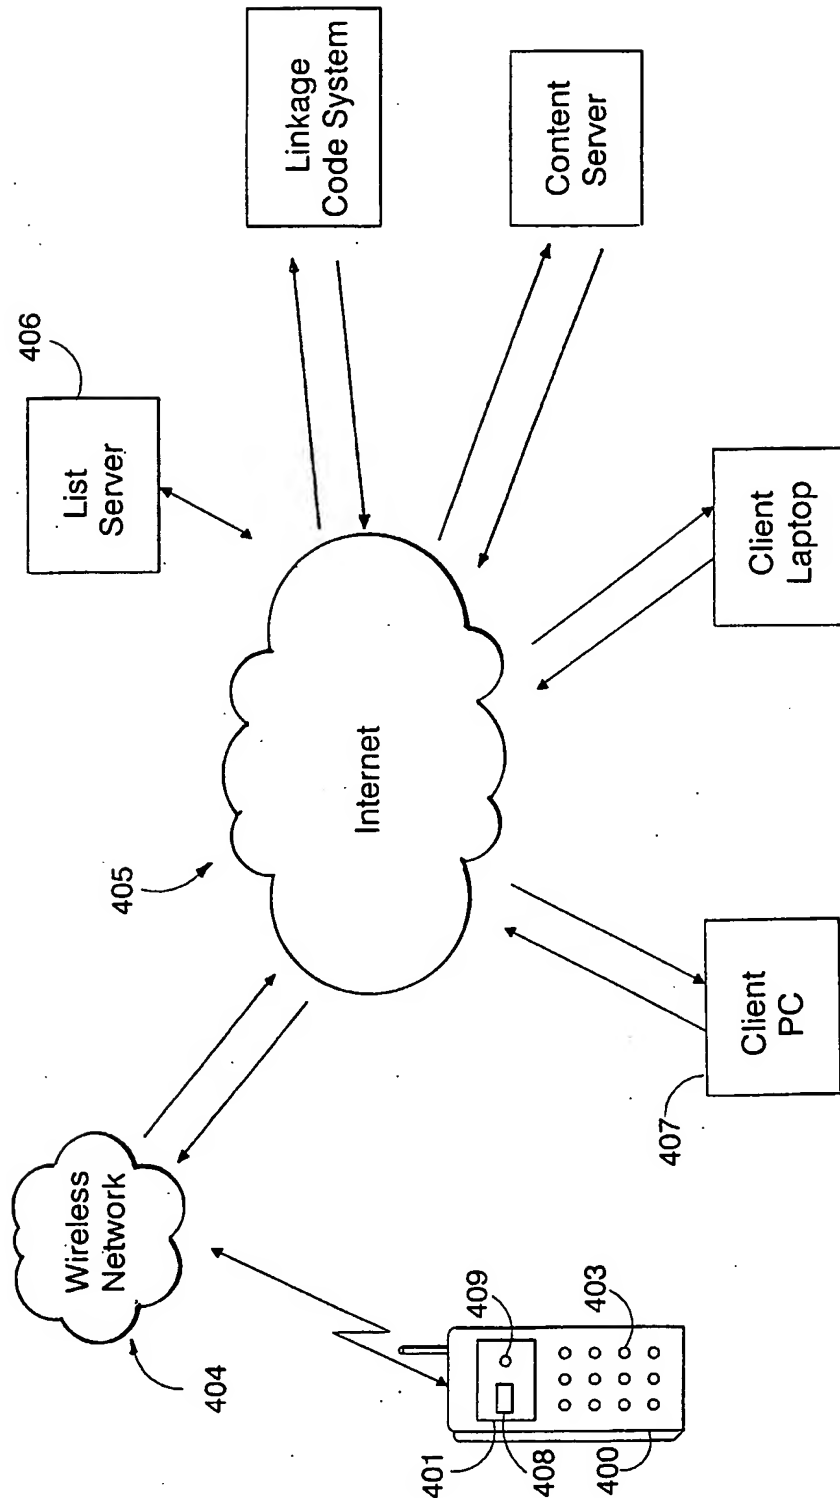 Wireless
Network
404
405
List
Server
406
Linkage
Code System
Internet
Content
Server
409
403
401
408
400
Client
PC
407
Client
Laptop